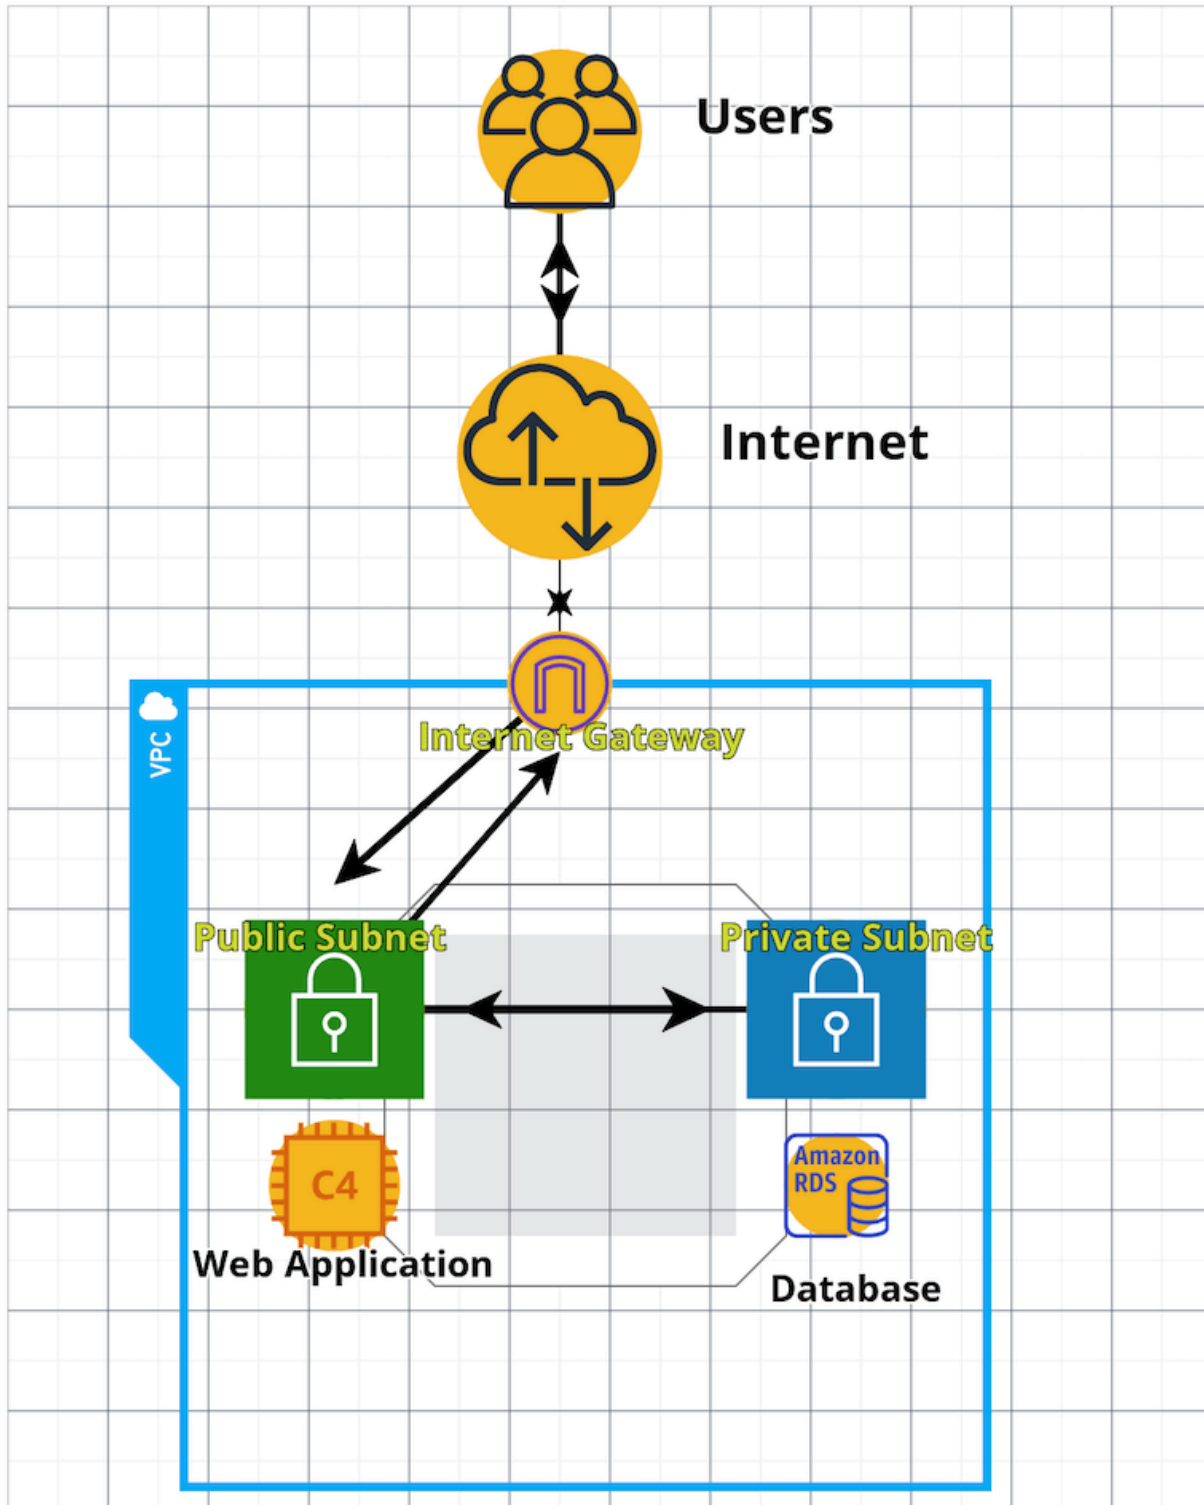 Users
Internet
VPC
Internet Gateway
Public Subnet
Private Subnet
C4
Amazon
RDS
Web Application
Database